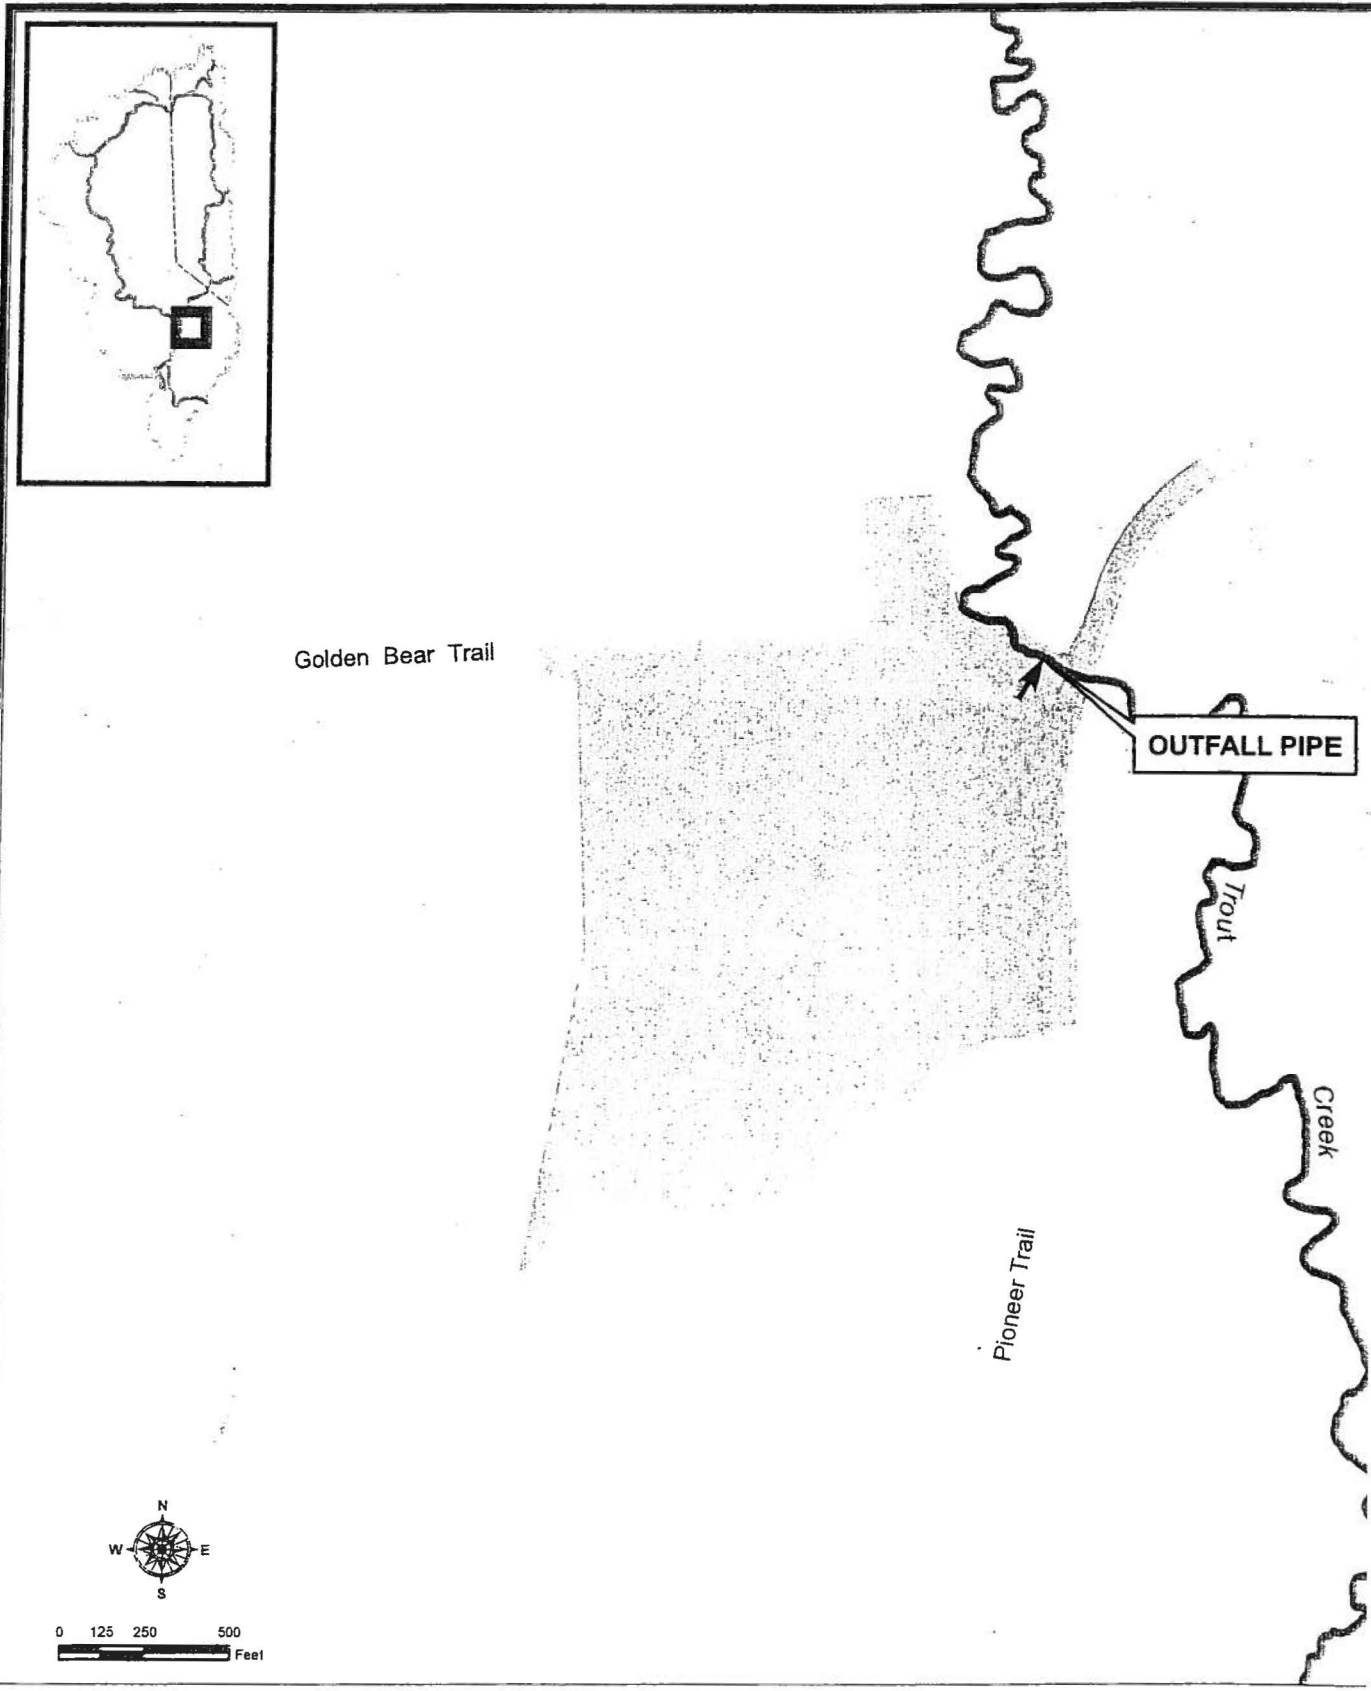 Golden Bear Trail
OUTFALL PIPE
Trout
Creek
Pioneer Trail
N
W E
S
0 125 250 500
Feet